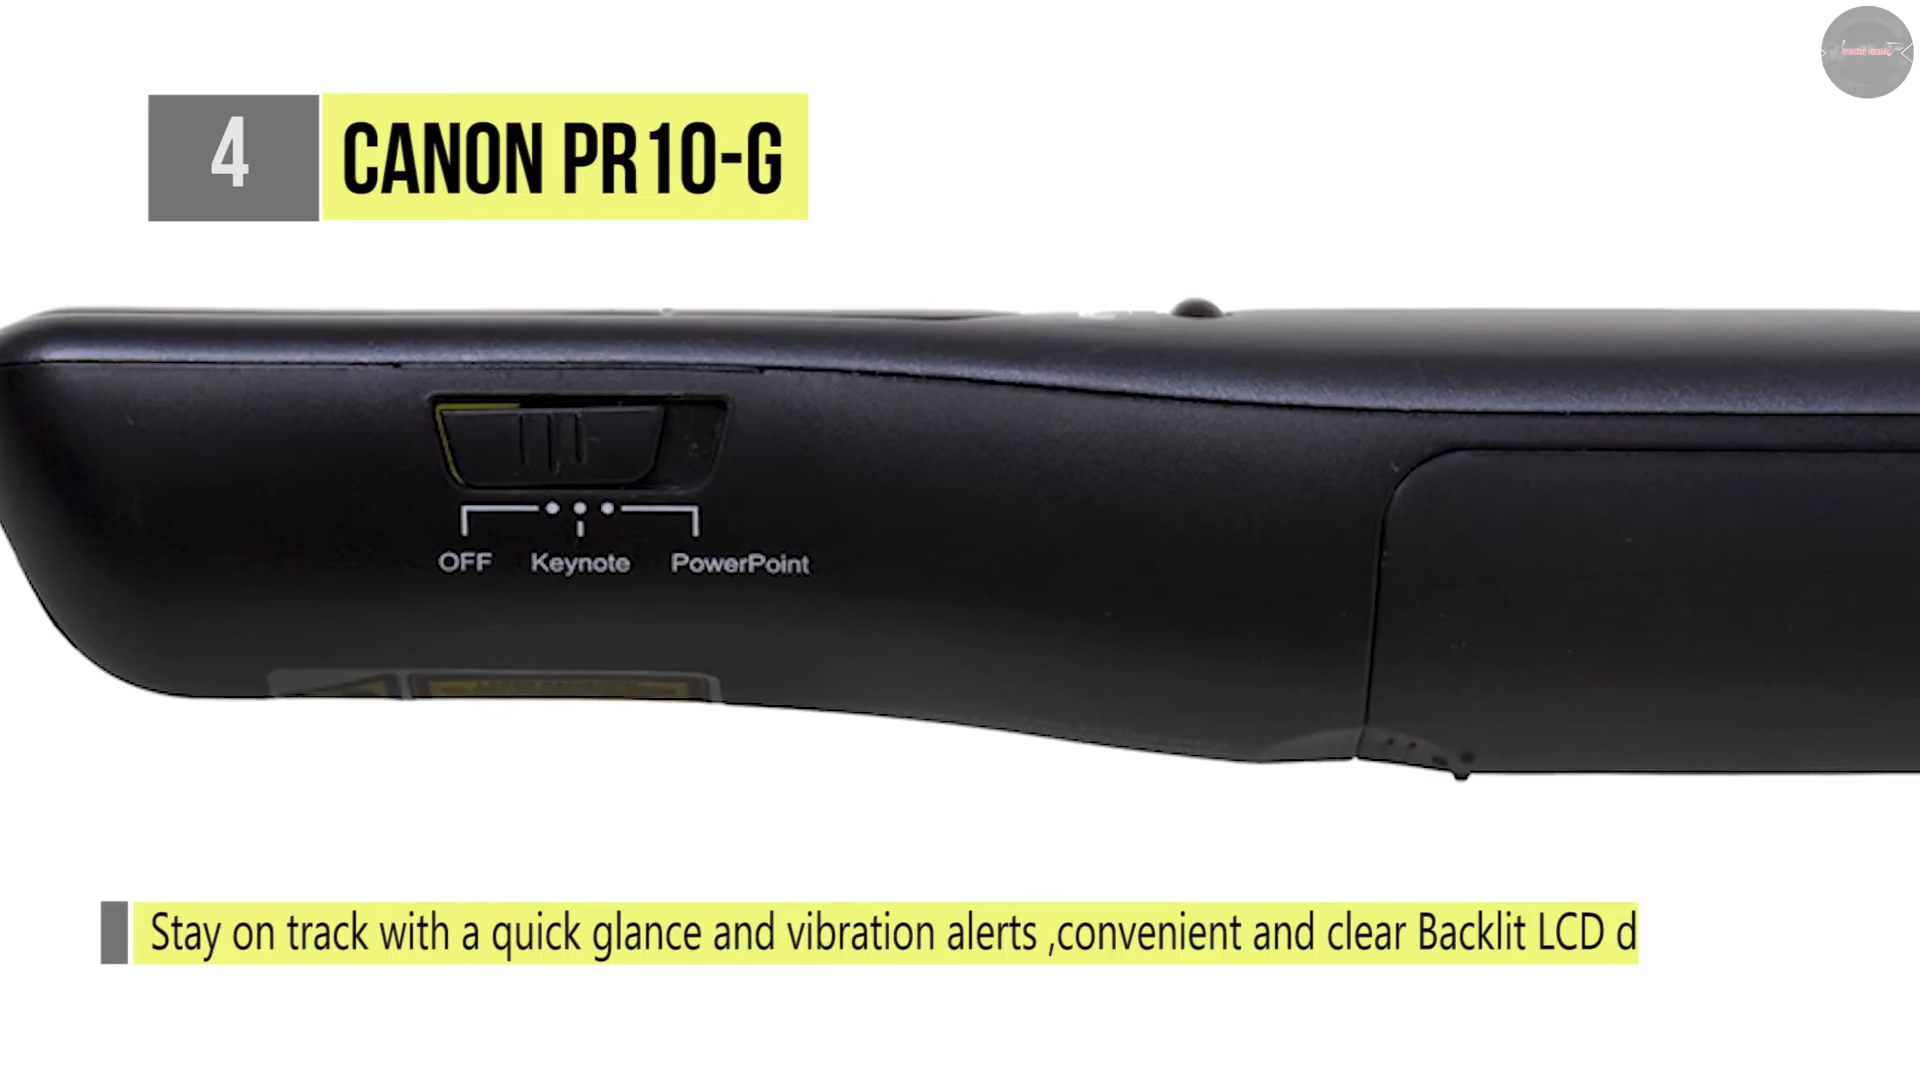 4
CANON PR10-G
OFF Keynote PowerPoint
Stay on track with a quick glance and vibration alerts ,convenient and clear Backlit LCD d